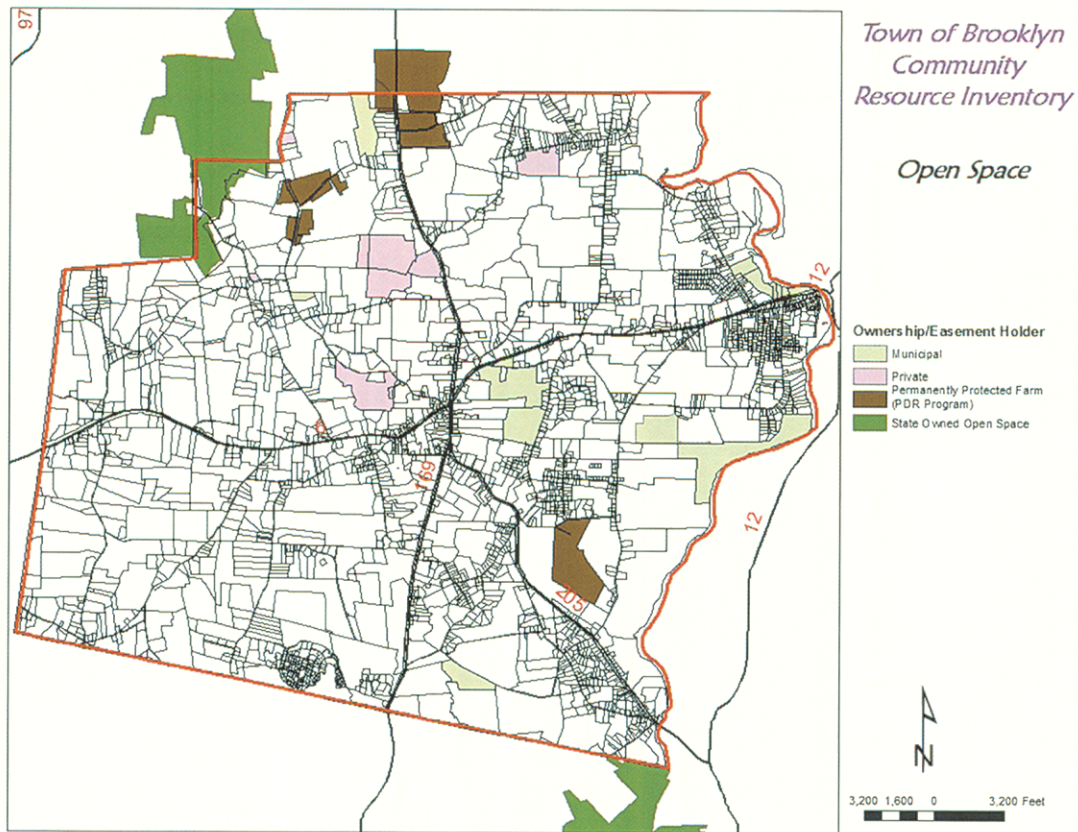 Town of Brooklyn
Community
Resource Inventory
Open Space
97
12
169
12
205
Ownership/Easement Holder
Municipal
Private
Permanently Protected Farm
(PDR Program)
State Owned Open Space
N
3,200 1,600 0 3,200 Feet